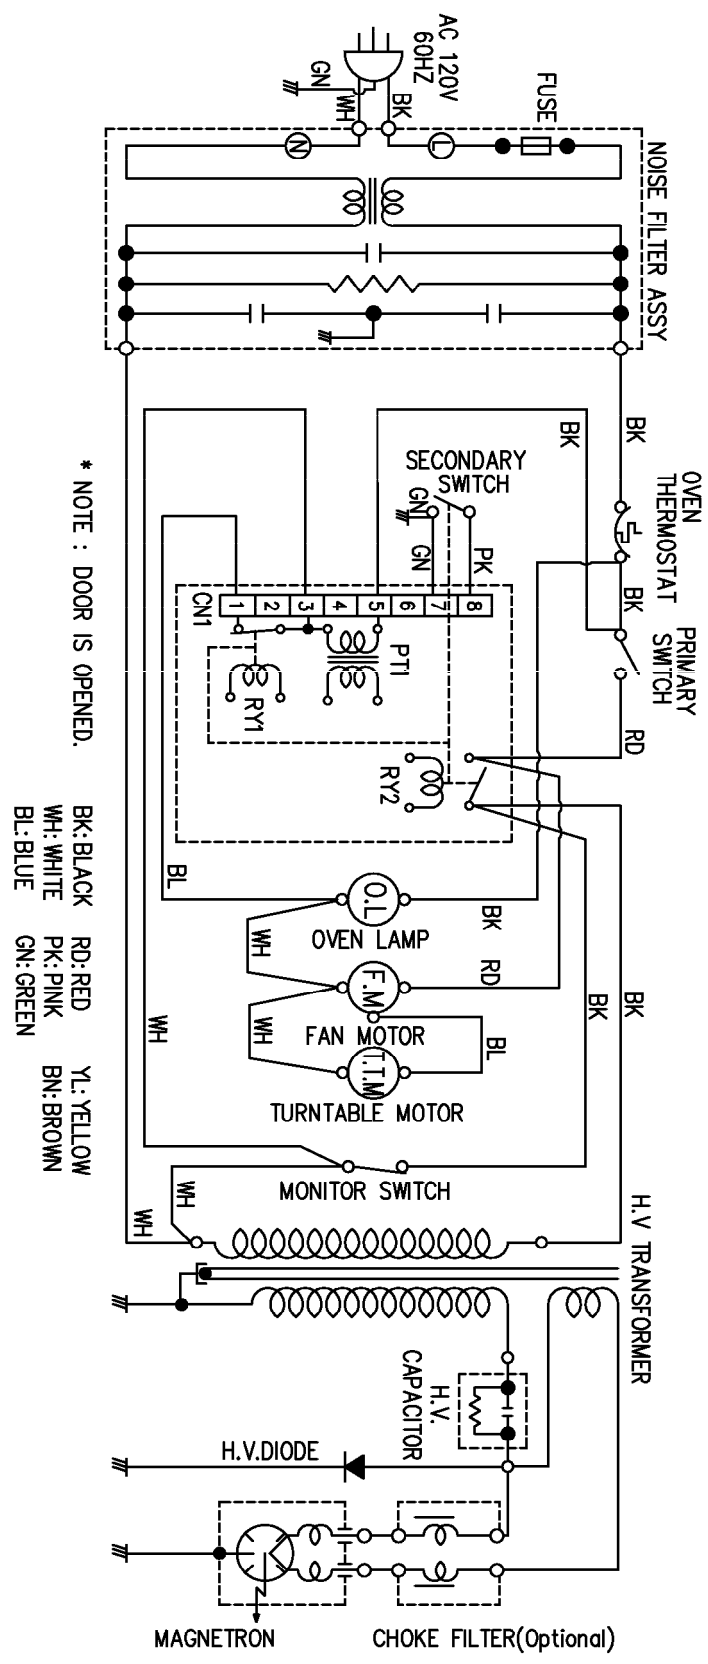 AC 120V
60HZ
GN
WH
BK
FUSE
N
L
NOISE FILTER ASSY
BK
BK
SECONDARY
SWITCH
GN
GN
PK
OVEN
THERMOSTAT
BK
PRIMARY
SWITCH
RD
* NOTE : DOOR IS OPENED.
CN1
1 2 3 4 5 6 7 8
RY1
PT1
RY2
BK:BLACK RD:RED YL:YELLOW
WH:WHITE PK:PINK BN:BROWN
BL:BLUE GN:GREEN
BL
O.L
BK
OVEN LAMP
WH
F.M
RD
FAN MOTOR
WH
BL
T.T.M
TURNTABLE MOTOR
WH
BK
BK
MONITOR SWITCH
WH
WH
H.V TRANSFORMER
H.V.
CAPACITOR
H.V.DIODE
MAGNETRON
CHOKE FILTER(Optional)